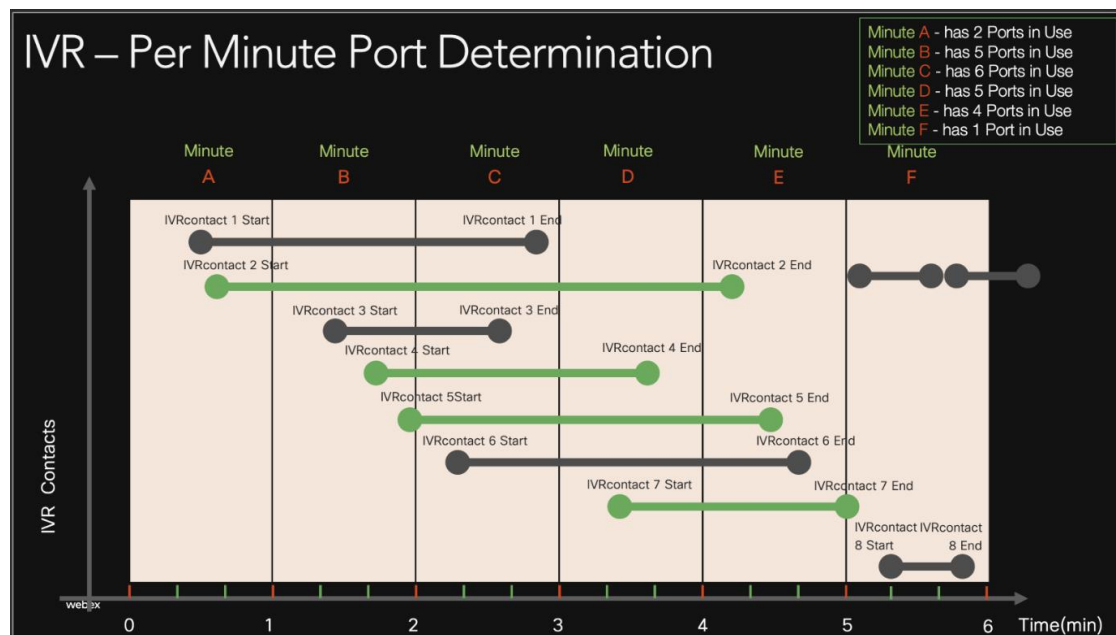 IVR – Per Minute Port Determination
Minute A - has 2 Ports in Use
Minute B - has 5 Ports in Use
Minute C - has 6 Ports in Use
Minute D - has 5 Ports in Use
Minute E - has 4 Ports in Use
Minute F - has 1 Port in Use
Minute Minute Minute Minute Minute Minute
A B C D E F
IVRcontact 1 Start IVRcontact 1 End
IVRcontact 2 Start IVRcontact 2 End
IVRcontact 3 Start IVRcontact 3 End
IVRcontact 4 Start IVRcontact 4 End
IVRcontact 5Start IVRcontact 5 End
IVRcontact 6 Start IVRcontact 6 End
IVRcontact 7 Start IVRcontact 7 End
IVRcontact IVRcontact
8 Start 8 End
IVR Contacts
webex
0 1 2 3 4 5 6 Time(min)